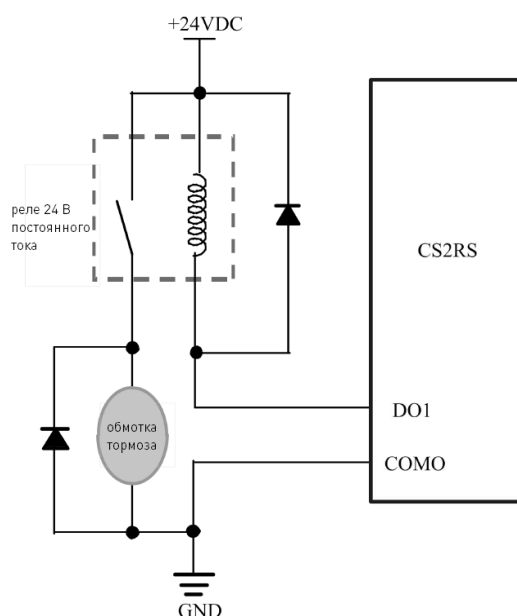 +24VDC
реле 24 В
постоянного
тока
CS2RS
обмотка
тормоза
DO1
COMO
GND